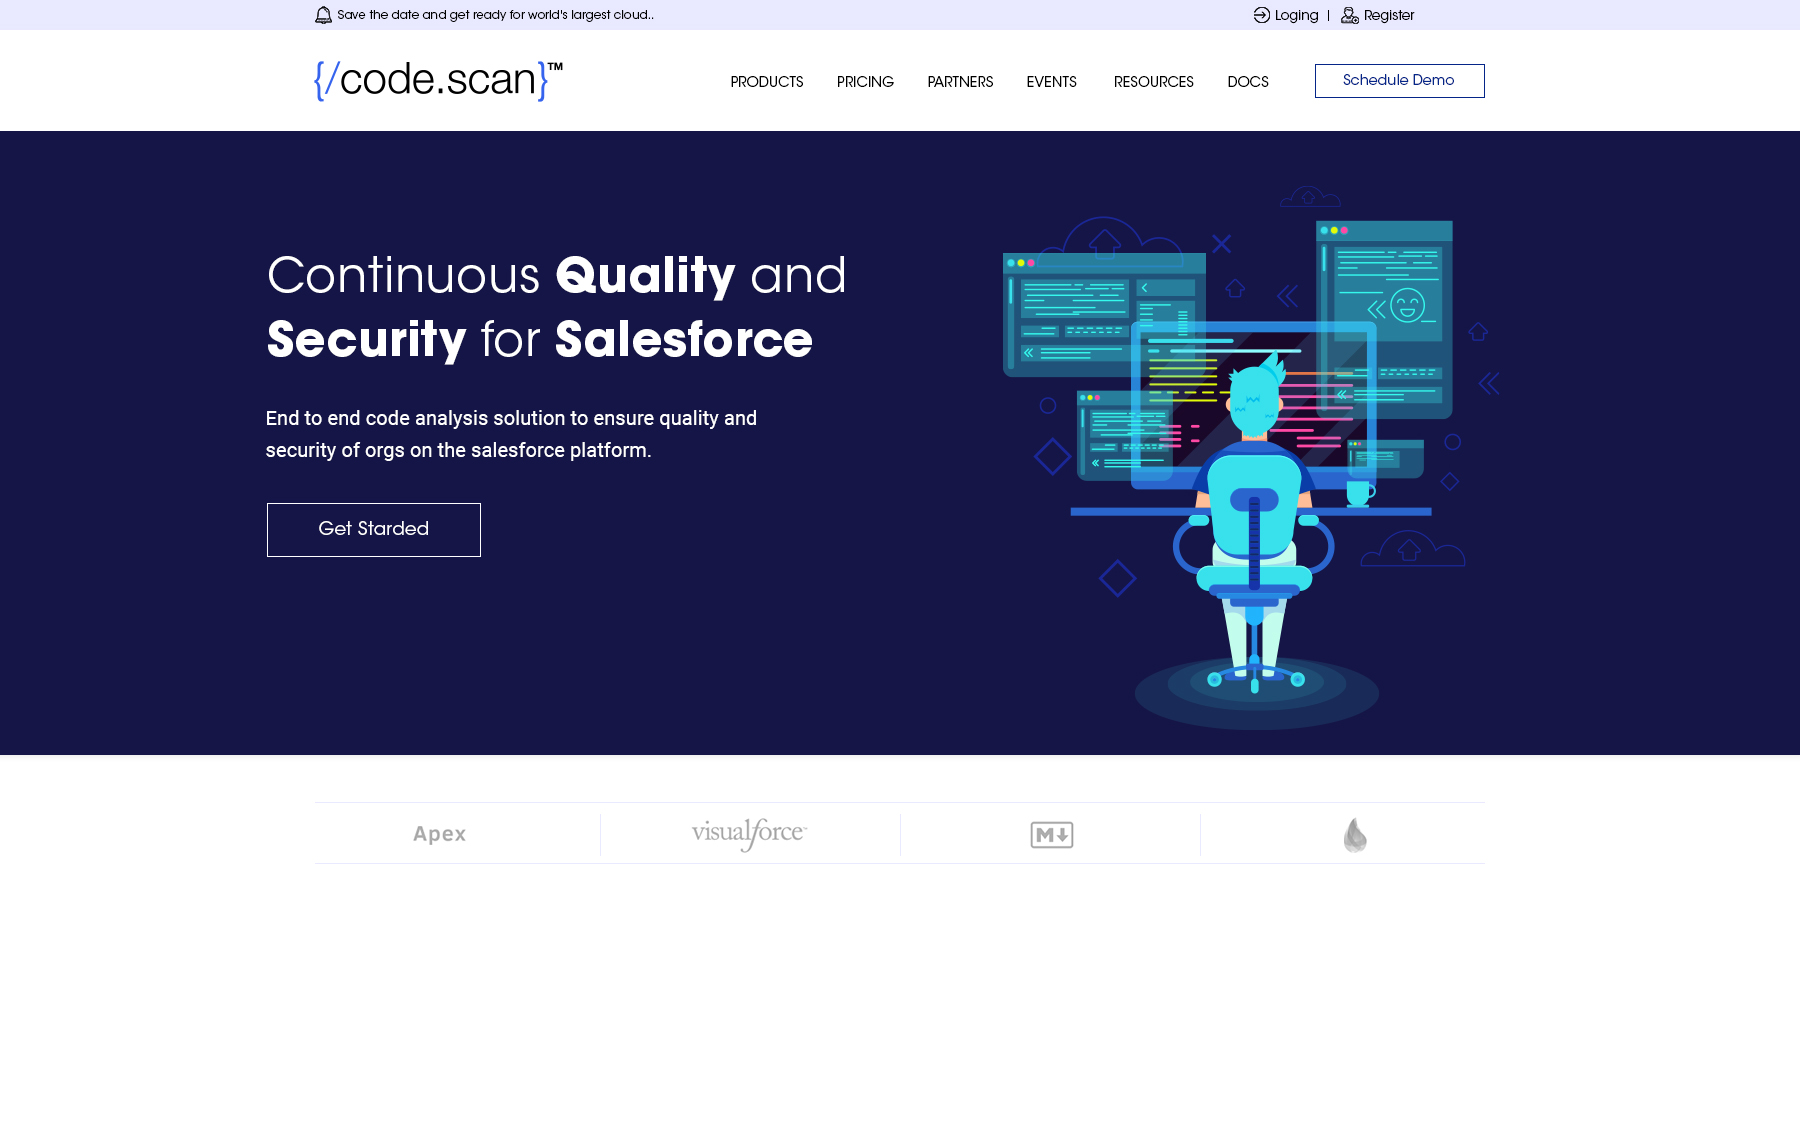 Save the date and get ready for world's largest cloud..
Loging | Register
{/code.scan}™
PRODUCTS PRICING PARTNERS EVENTS RESOURCES DOCS Schedule Demo
Continuous Quality and
Security for Salesforce
End to end code analysis solution to ensure quality and
security of orgs on the salesforce platform.
Get Starded
Apex visualforce™ M